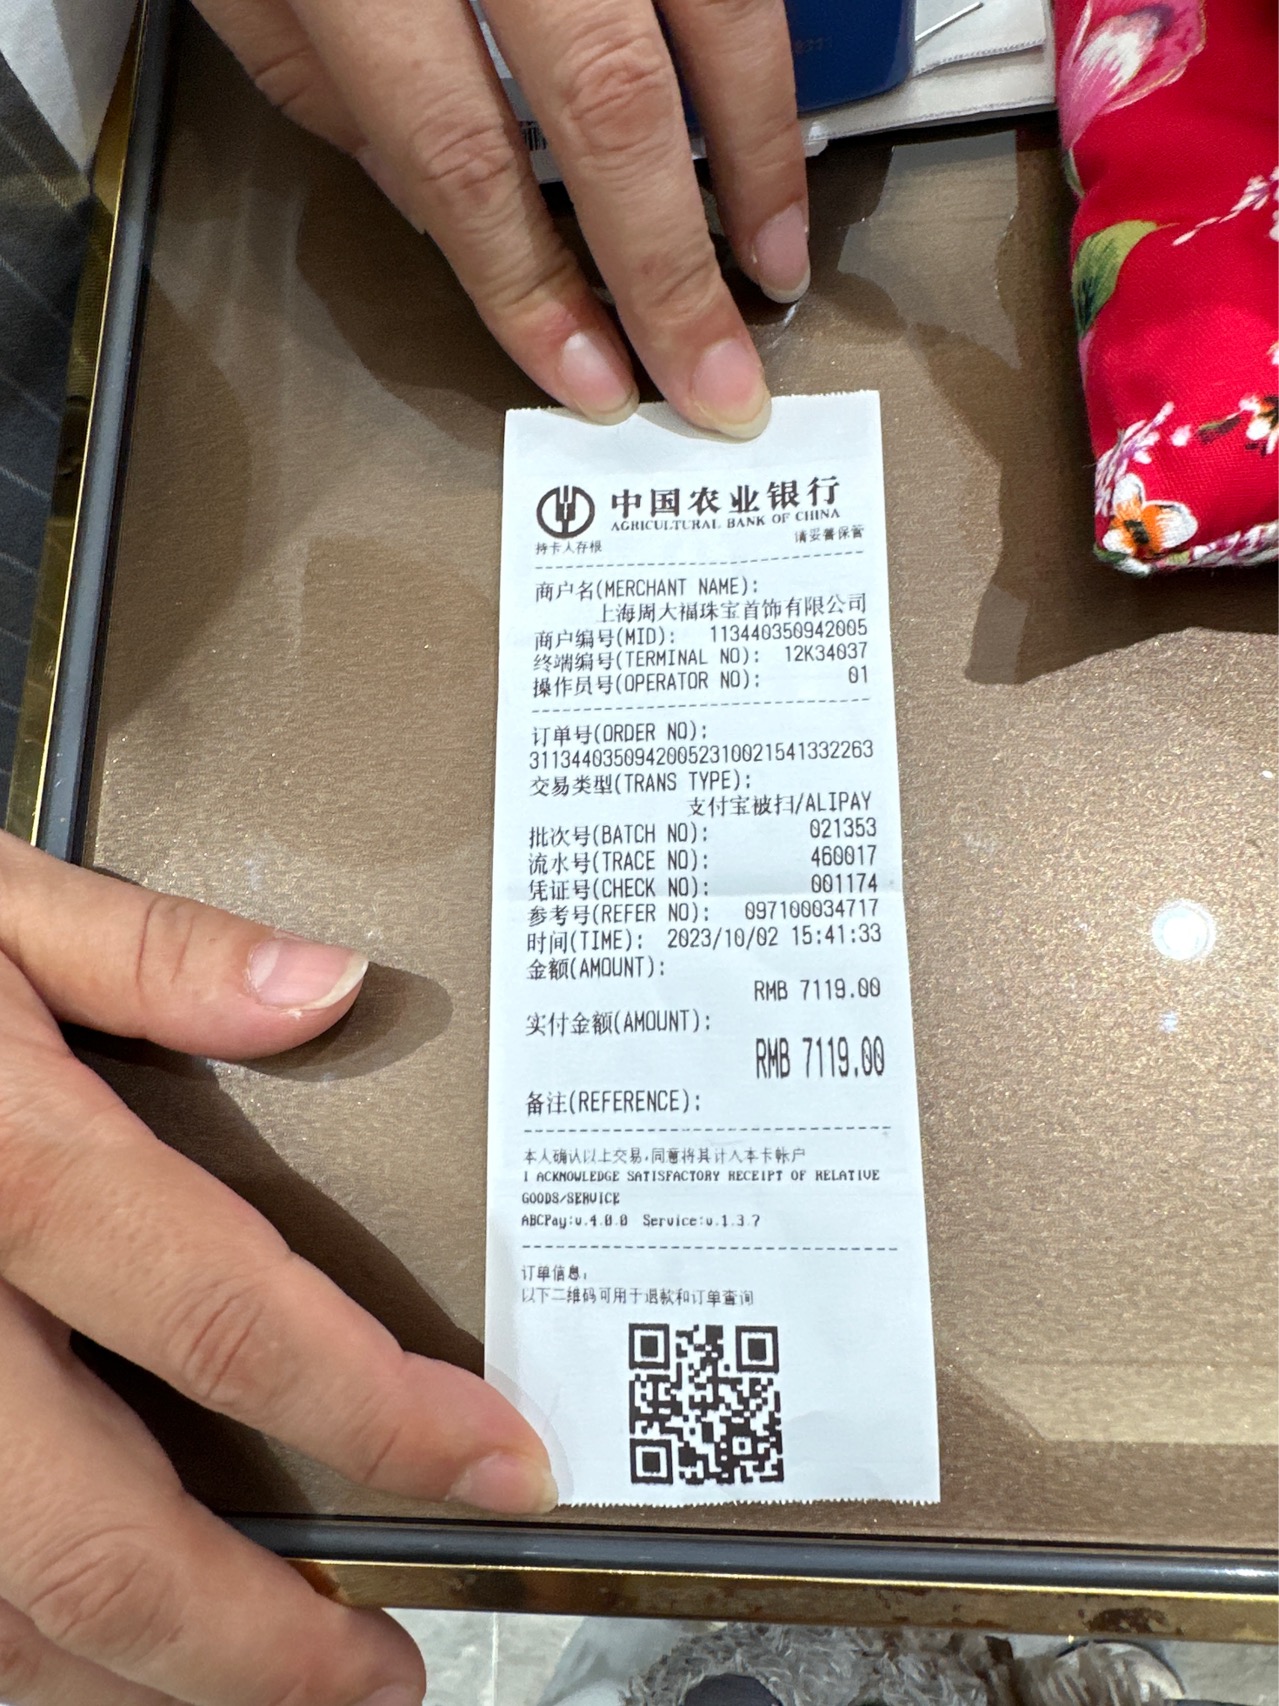 中国农业银行
AGRICULTURAL BANK OF CHINA
持卡人存根 请妥善保管
商户名(MERCHANT NAME):
上海周大福珠宝首饰有限公司
商户编号(MID): 113440350942005
终端编号(TERMINAL NO): 12K34037
操作员号(OPERATOR NO): 01
订单号(ORDER NO):
31134403509420052310021541332263
交易类型(TRANS TYPE):
支付宝被扫/ALIPAY
批次号(BATCH NO): 021353
流水号(TRACE NO): 460017
凭证号(CHECK NO): 001174
参考号(REFER NO): 097100034717
时间(TIME): 2023/10/02 15:41:33
金额(AMOUNT):
RMB 7119.00
实付金额(AMOUNT):
RMB 7119.00
备注(REFERENCE):
本人确认以上交易,同意将其计入本卡帐户
I ACKNOWLEDGE SATISFACTORY RECEIPT OF RELATIVE
GOODS/SERVICE
ABCPay:v.4.0.0 Service:v.1.3.7
订单信息:
以下二维码可用于退款和订单查询